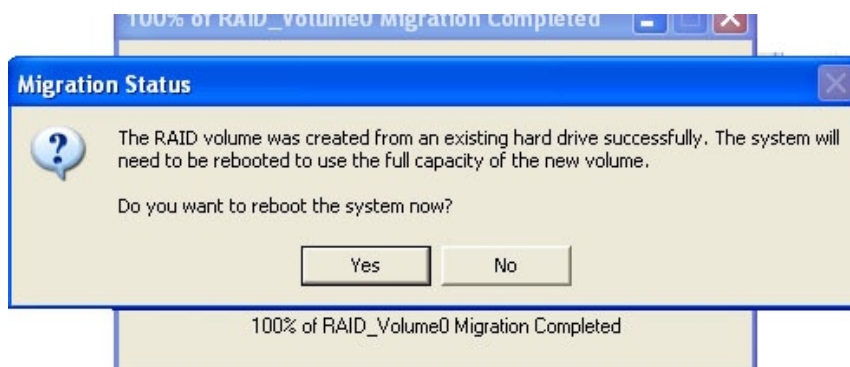 100% of RAID_Volume0 Migration Completed
Migration Status
The RAID volume was created from an existing hard drive successfully. The system will
need to be rebooted to use the full capacity of the new volume.
Do you want to reboot the system now?
Yes
No
100% of RAID_Volume0 Migration Completed